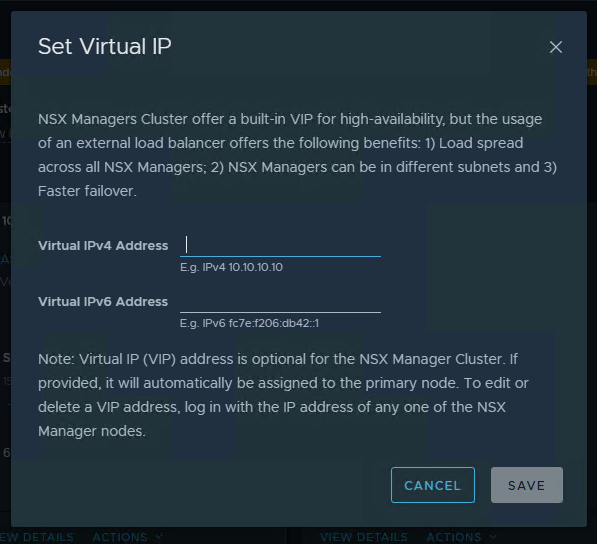 Set Virtual IP
NSX Managers Cluster offer a built-in VIP for high-availability, but the usage
of an external load balancer offers the following benefits: 1) Load spread
across all NSX Managers; 2) NSX Managers can be in different subnets and 3)
Faster failover.
Virtual IPv4 Address
E.g. IPv4 10.10.10.10
Virtual IPv6 Address
E.g. IPv6 fc7e:f206:db42::1
Note: Virtual IP (VIP) address is optional for the NSX Manager Cluster. If
provided, it will automatically be assigned to the primary node. To edit or
delete a VIP address, log in with the IP address of any one of the NSX
Manager nodes.
CANCEL SAVE
EW DETAILS ACTIONS VIEW DETAILS ACTIONS